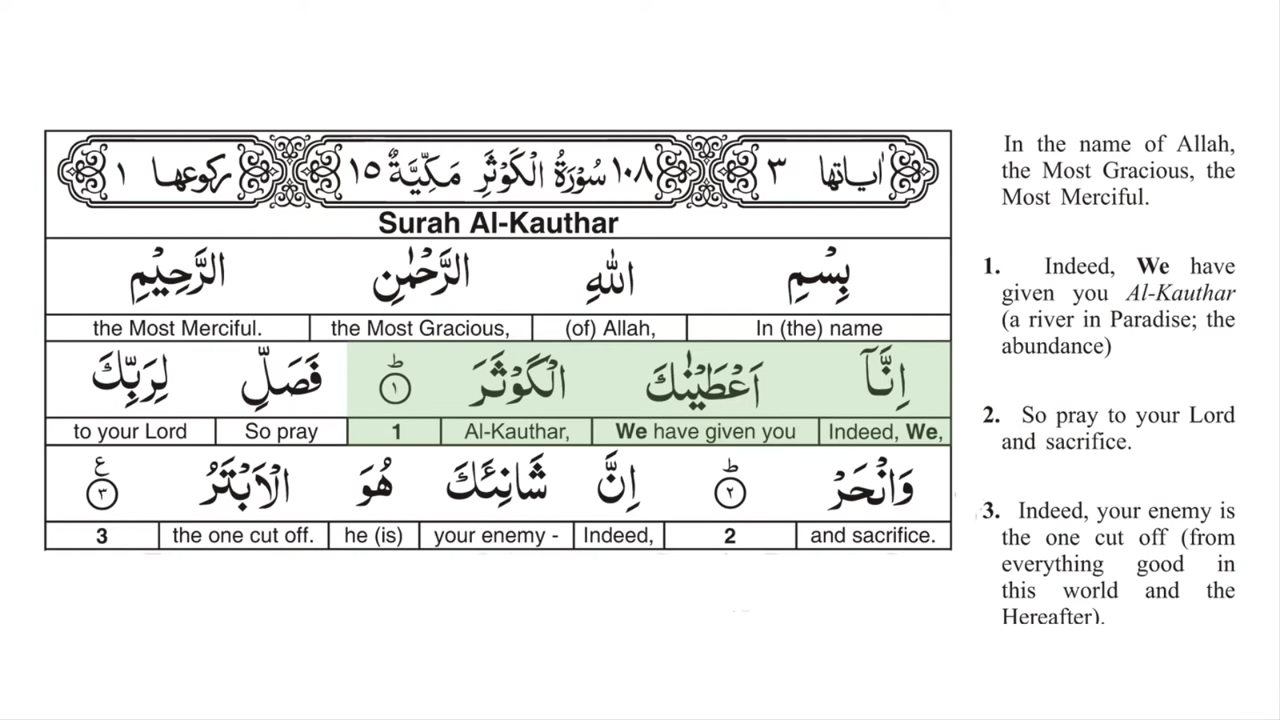 اٰیاتها ٣
١٠٨ سُوْرَةُ الْكَوْثَرِ مَكِّيَّةٌ ١٥
ركوعها ١
Surah Al-Kauthar
بِسْمِ اللّٰهِ الرَّحْمٰنِ الرَّحِيْمِ
In (the) name (of) Allah, the Most Gracious, the Most Merciful.
اِنَّاۤ اَعْطَيْنٰكَ الْكَوْثَرَ ؕ ١ فَصَلِّ لِرَبِّكَ
Indeed, We, We have given you Al-Kauthar, 1 So pray to your Lord
وَانْحَرْ ؕ ٢ اِنَّ شَانِئَكَ هُوَ الْاَبْتَرُ ع ٣
and sacrifice. 2 Indeed, your enemy - he (is) the one cut off. 3
In the name of Allah,
the Most Gracious, the
Most Merciful.
1. Indeed, We have
given you Al-Kauthar
(a river in Paradise; the
abundance)
2. So pray to your Lord
and sacrifice.
3. Indeed, your enemy is
the one cut off (from
everything good in
this world and the
Hereafter).